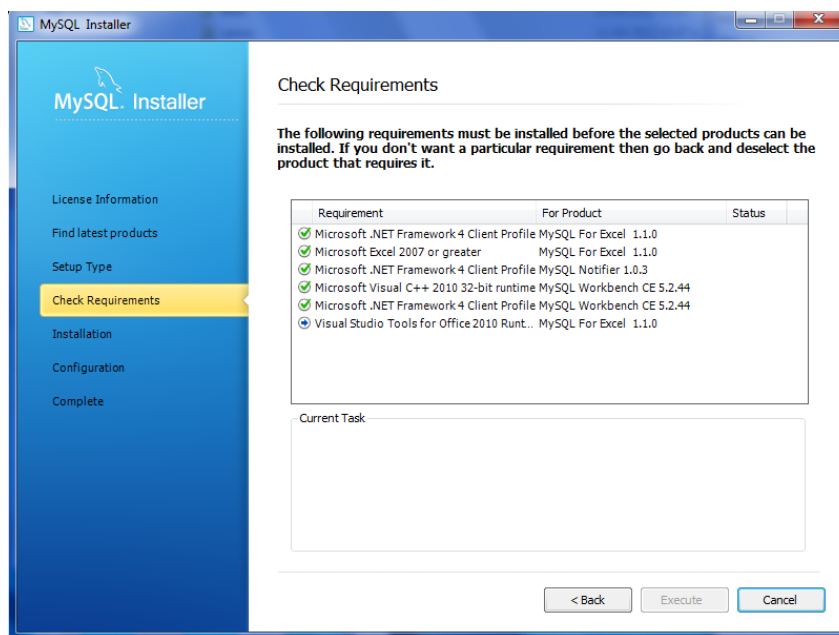 MySQL Installer
MySQL. Installer
License Information
Find latest products
Setup Type
Check Requirements
Installation
Configuration
Complete
Check Requirements
The following requirements must be installed before the selected products can be
installed. If you don't want a particular requirement then go back and deselect the
product that requires it.
Requirement For Product Status
Microsoft .NET Framework 4 Client Profile MySQL For Excel 1.1.0
Microsoft Excel 2007 or greater MySQL For Excel 1.1.0
Microsoft .NET Framework 4 Client Profile MySQL Notifier 1.0.3
Microsoft Visual C++ 2010 32-bit runtime MySQL Workbench CE 5.2.44
Microsoft .NET Framework 4 Client Profile MySQL Workbench CE 5.2.44
Visual Studio Tools for Office 2010 Runt... MySQL For Excel 1.1.0
Current Task
< Back Execute Cancel